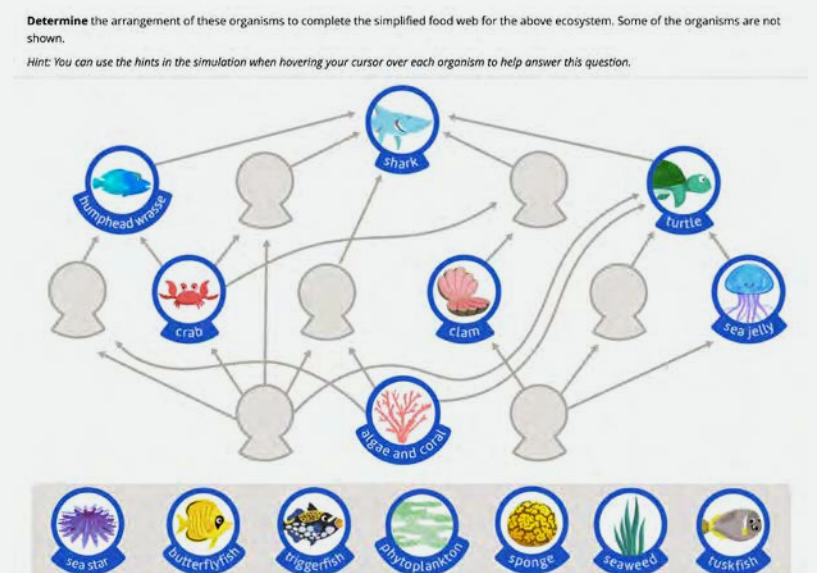 Determine the arrangement of these organisms to complete the simplified food web for the above ecosystem. Some of the organisms are not
shown.
Hint: You can use the hints in the simulation when hovering your cursor over each organism to help answer this question.
shark
humphead wrasse
turtle
crab
clam
sea jelly
algae and coral
sea star
butterflyfish
triggerfish
phytoplankton
sponge
seaweed
tuskfish